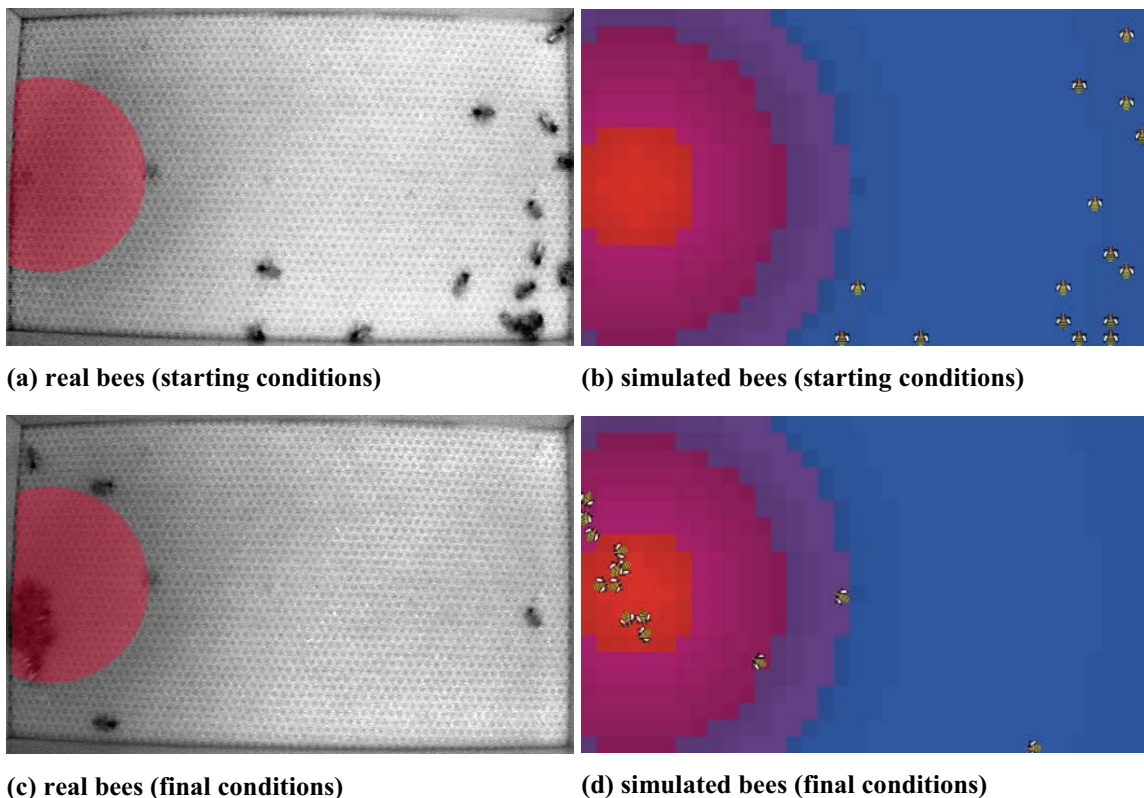 (a) real bees (starting conditions)
(b) simulated bees (starting conditions)
(c) real bees (final conditions)
(d) simulated bees (final conditions)